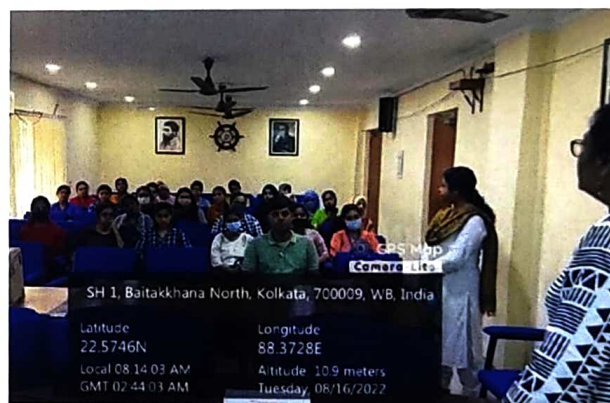 GPS Map
Camera Lite
SH 1, Baitakkhana North, Kolkata, 700009, WB, India
Latitude
22.5746N
Longitude
88.3728E
Local 08:14:03 AM
GMT 02:44:03 AM
Altitude 10.9 meters
Tuesday, 08/16/2022